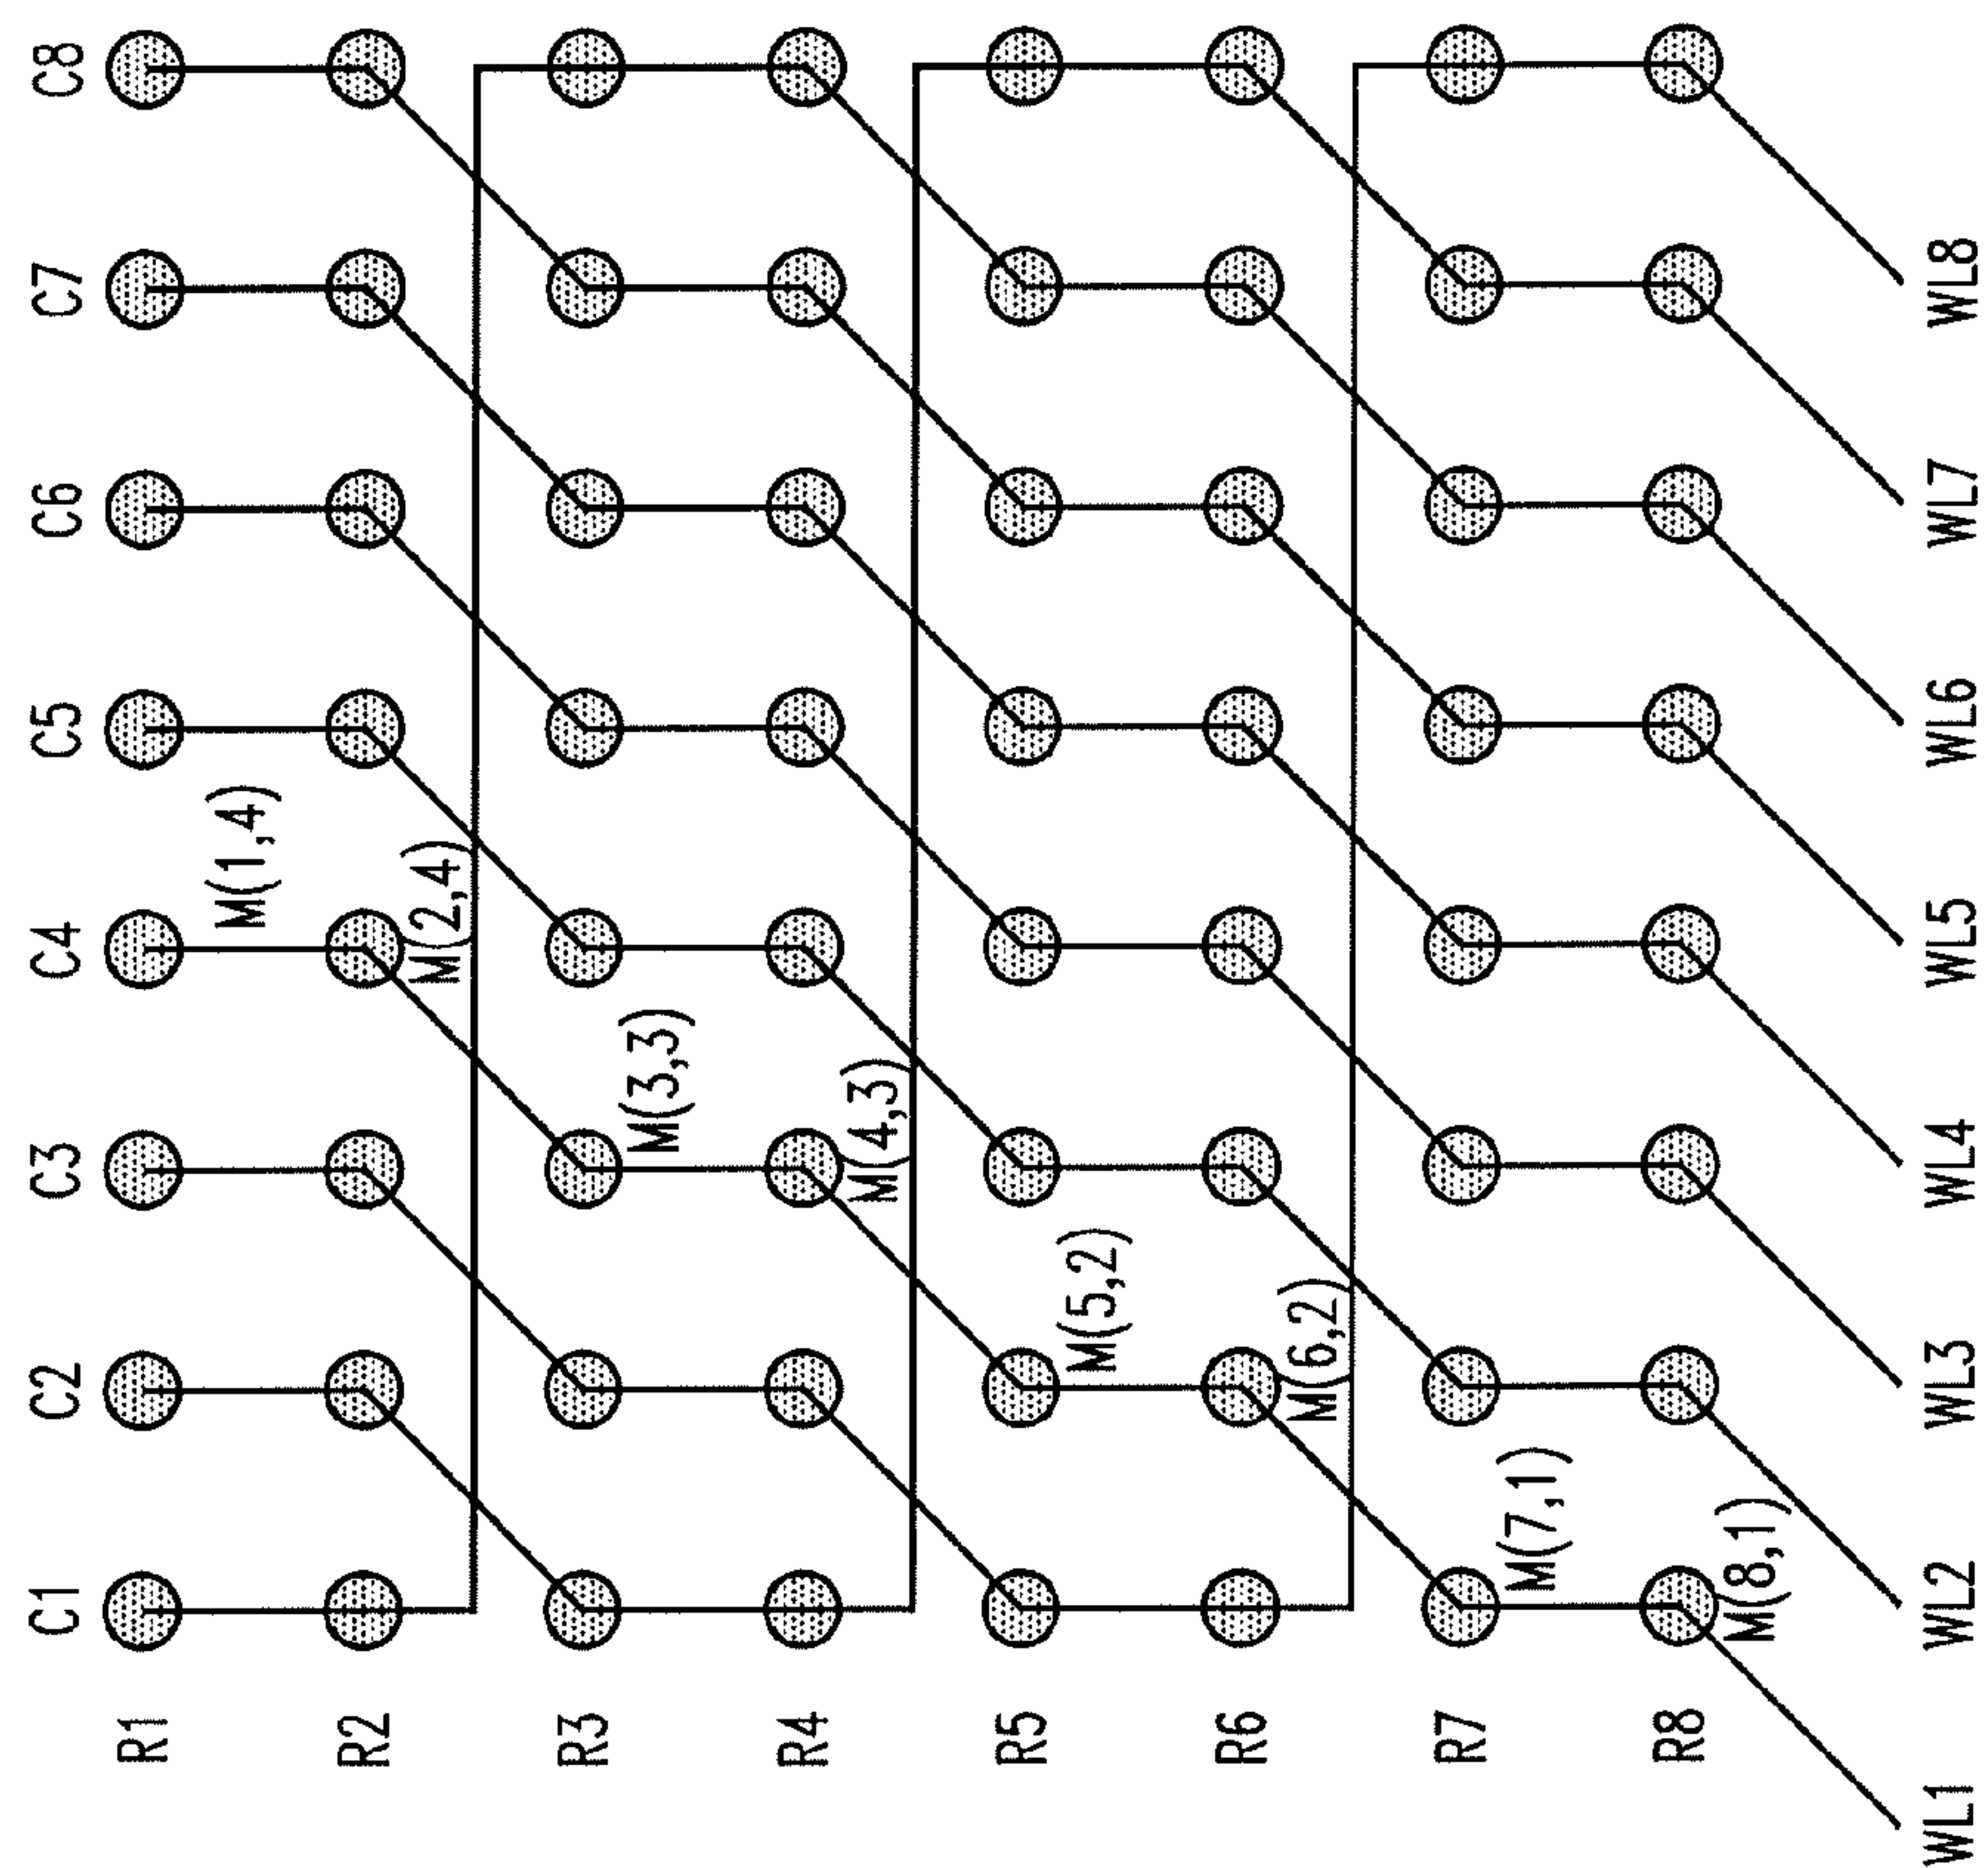 C1 C2 C3 C4 C5 C6 C7 C8
R1
M(1,4)
R2
M(2,4)
R3
M(3,3)
R4
M(4,3)
R5
M(5,2)
R6
M(6,2)
R7
M(7,1)
R8
M(8,1)
WL1 WL2 WL3 WL4 WL5 WL6 WL7 WL8